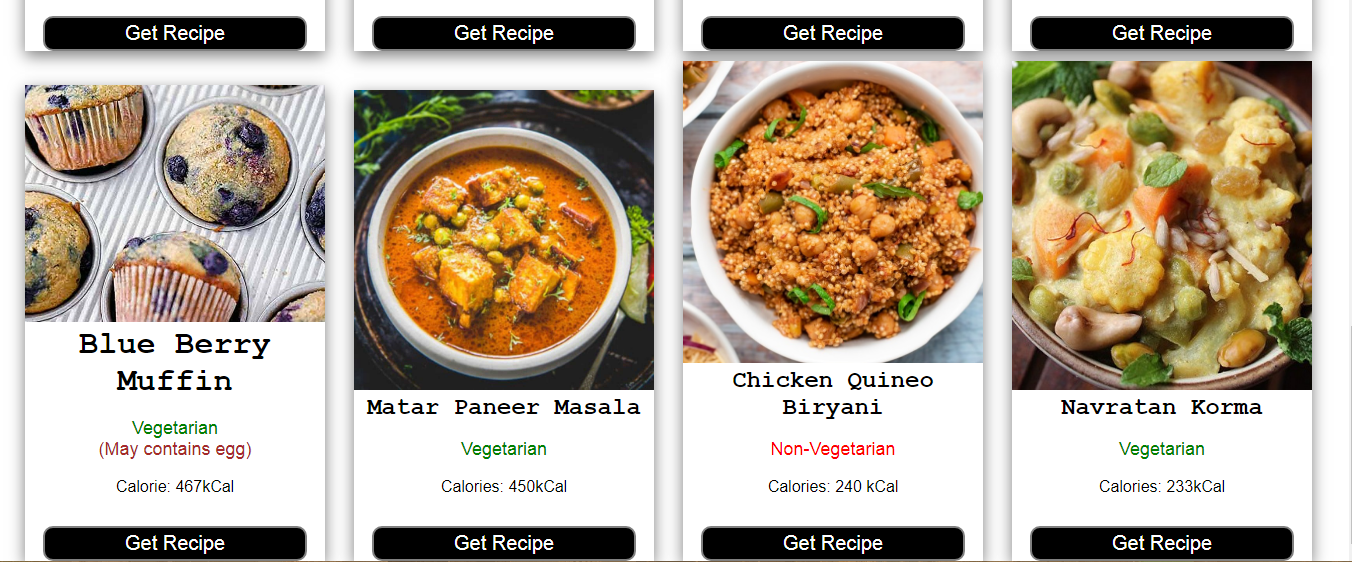 Get Recipe
Get Recipe
Get Recipe
Get Recipe
Blue Berry
Muffin
Vegetarian
(May contains egg)
Calorie: 467kCal
Get Recipe
Matar Paneer Masala
Vegetarian
Calories: 450kCal
Get Recipe
Chicken Quineo
Biryani
Non-Vegetarian
Calories: 240 kCal
Get Recipe
Navratan Korma
Vegetarian
Calories: 233kCal
Get Recipe